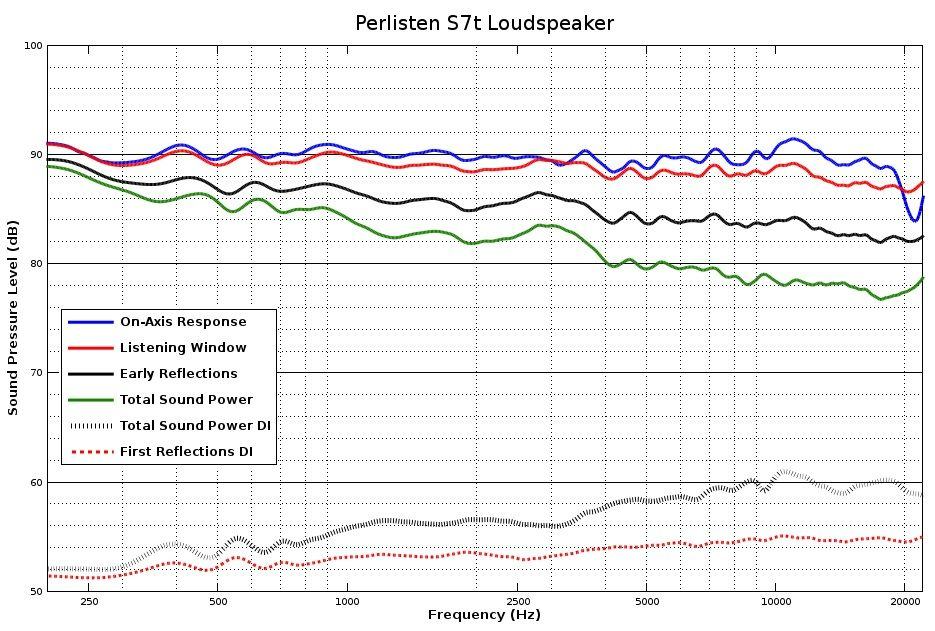 Perlisten S7t Loudspeaker
100
90
80
70
60
50
Sound Pressure Level (dB)
On-Axis Response
Listening Window
Early Reflections
Total Sound Power
Total Sound Power DI
First Reflections DI
250 500 1000 2500 5000 10000 20000
Frequency (Hz)